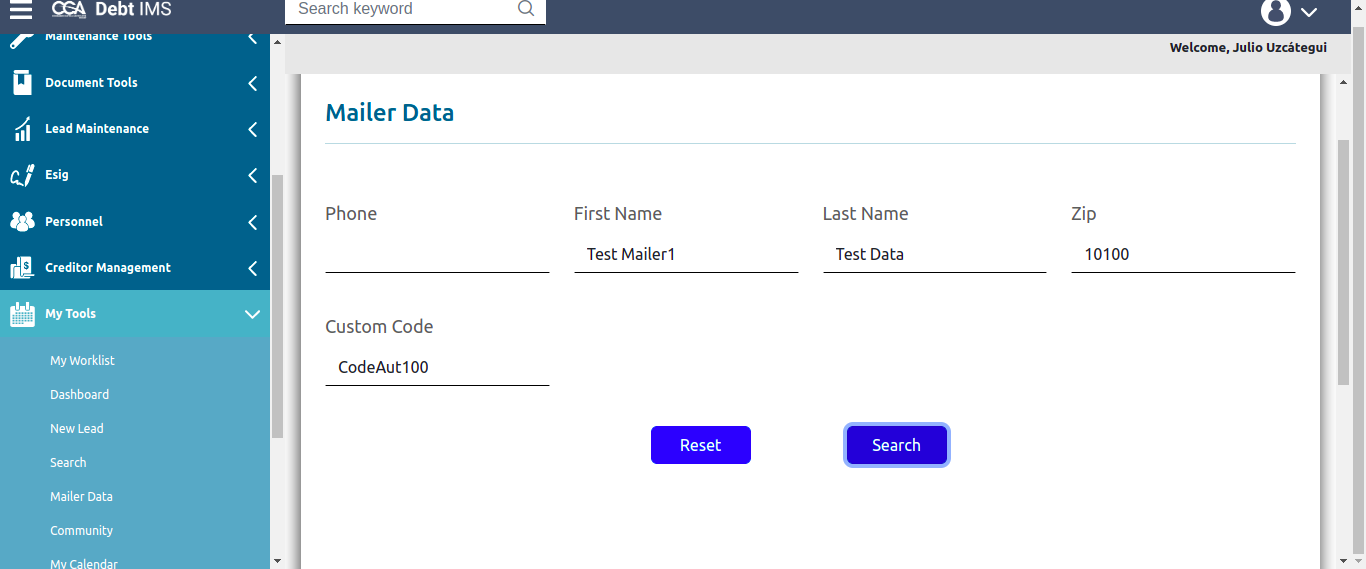 CGA Debt IMS
Search keyword
Welcome, Julio Uzcátegui
Maintenance Tools
Document Tools
Lead Maintenance
Esig
Personnel
Creditor Management
My Tools
My Worklist
Dashboard
New Lead
Search
Mailer Data
Community
My Calendar
Mailer Data
Phone First Name Last Name Zip
Test Mailer1 Test Data 10100
Custom Code
CodeAut100
Reset Search